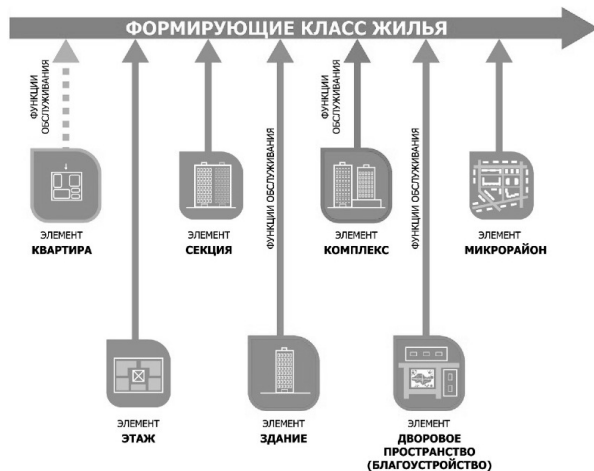 ФОРМИРУЮЩИЕ КЛАСС ЖИЛЬЯ
ФУНКЦИИ
ОБСЛУЖИВАНИЯ
ФУНКЦИИ ОБСЛУЖИВАНИЯ
ФУНКЦИИ
ОБСЛУЖИВАНИЯ
ФУНКЦИИ ОБСЛУЖИВАНИЯ
ЭЛЕМЕНТ
КВАРТИРА
ЭЛЕМЕНТ
СЕКЦИЯ
ЭЛЕМЕНТ
КОМПЛЕКС
ЭЛЕМЕНТ
МИКРОРАЙОН
ЭЛЕМЕНТ
ЭТАЖ
ЭЛЕМЕНТ
ЗДАНИЕ
ЭЛЕМЕНТ
ДВОРОВОЕ
ПРОСТРАНСТВО
(БЛАГОУСТРОЙСТВО)